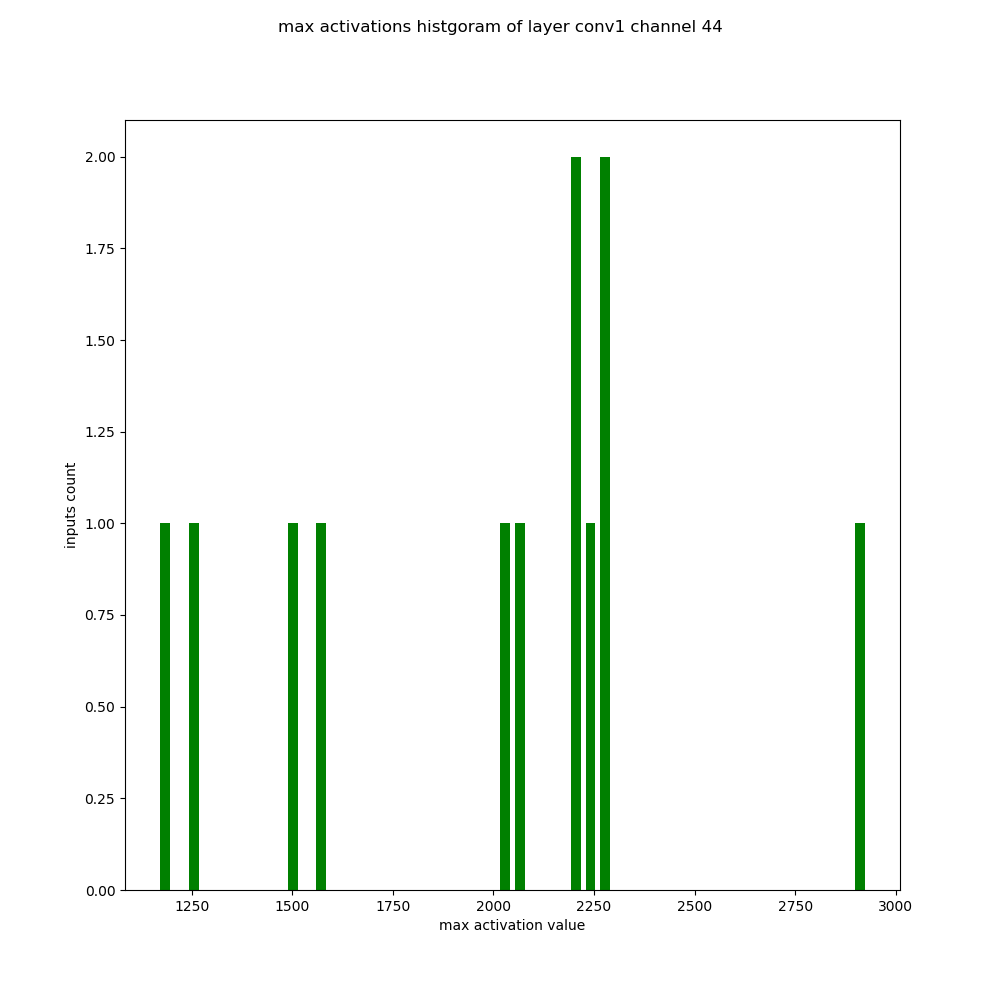 max activations histgoram of layer conv1 channel 44
2.00
1.75
1.50
1.25
1.00
0.75
0.50
0.25
0.00
inputs count
1250 1500 1750 2000 2250 2500 2750 3000
max activation value